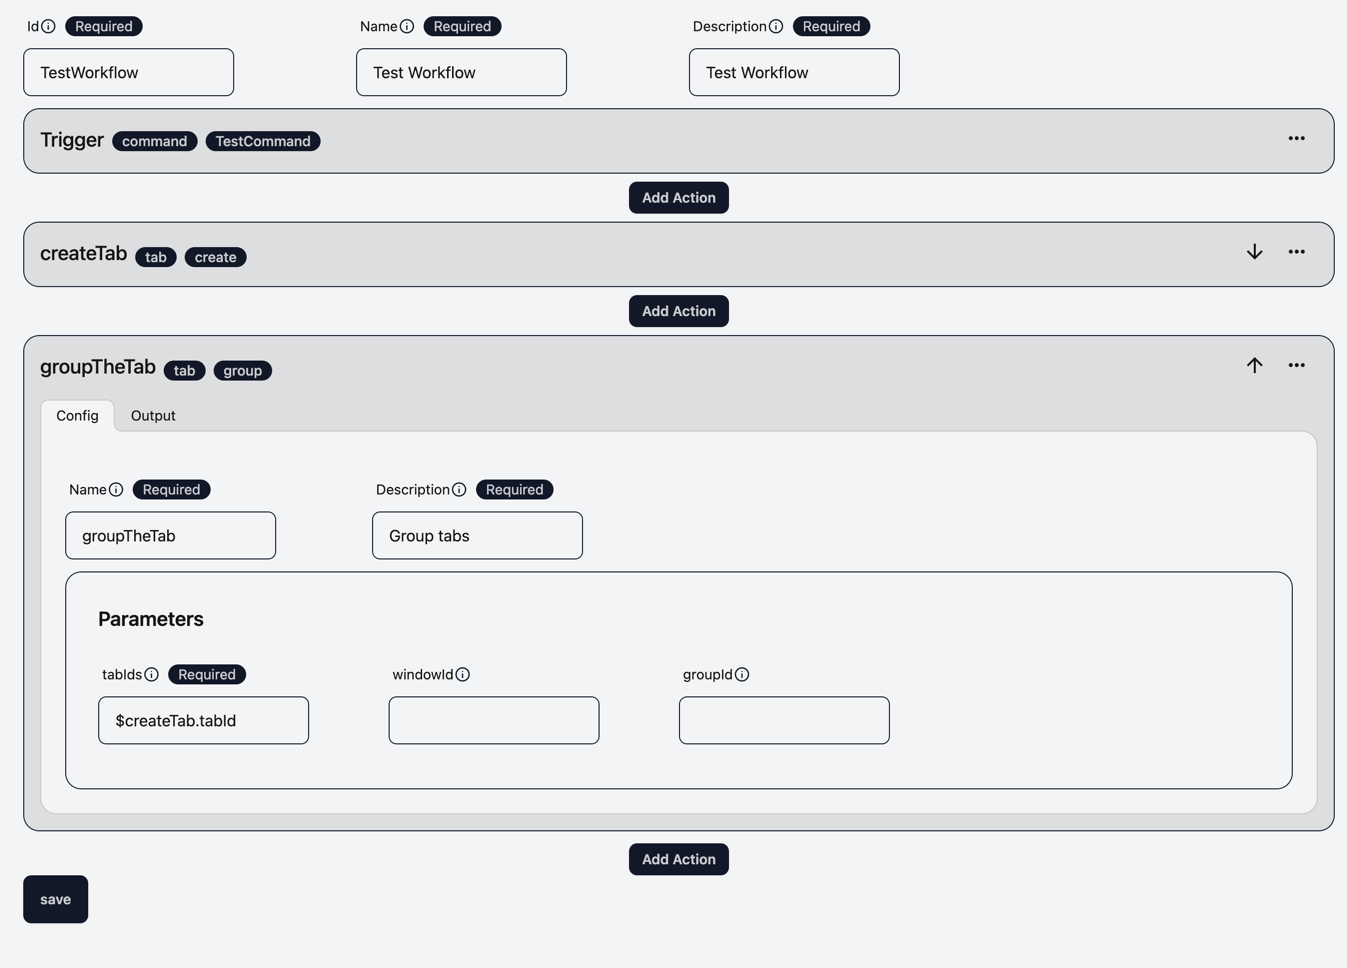 Id Required Name Required Description Required
TestWorkflow Test Workflow Test Workflow
Trigger command TestCommand
Add Action
createTab tab create
Add Action
groupTheTab tab group
Config Output
Name Required Description Required
groupTheTab Group tabs
Parameters
tabIds Required windowId groupId
$createTab.tabId
Add Action
save